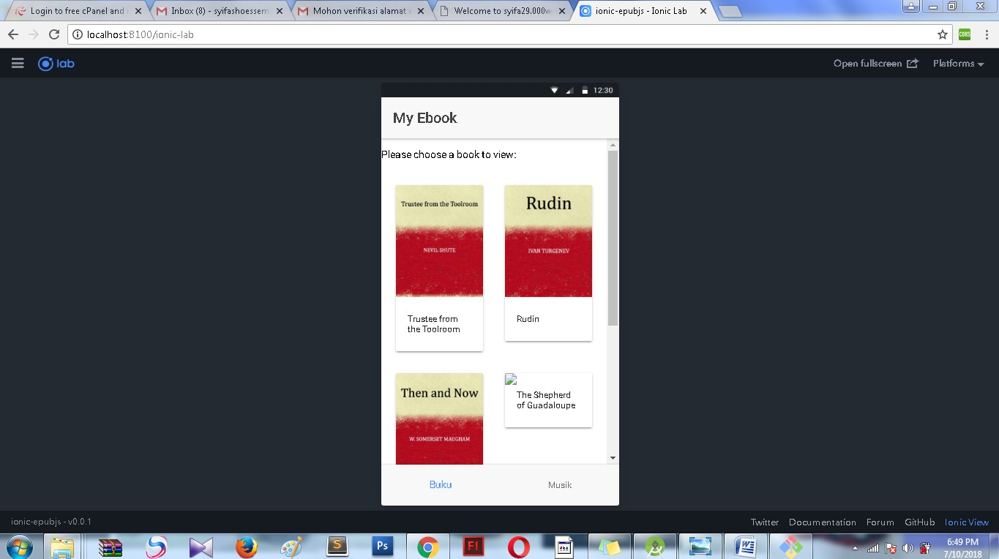 Login to free cPanel and
Inbox (8) - syifashoessem
Mohon verifikasi alamat e
Welcome to syifa29.000w
ionic-epubjs - Ionic Lab
localhost:8100/ionic-lab
CORS
lab
Open fullscreen
Platforms
12:30
My Ebook
Please choose a book to view:
Trustee from the Toolroom
NEVIL SHUTE
Trustee from
the Toolroom
Rudin
IVAN TURGENEV
Rudin
Then and Now
W. SOMERSET MAUGHAM
The Shepherd
of Guadaloupe
Buku
Musik
ionic-epubjs - v0.0.1
Twitter
Documentation
Forum
GitHub
Ionic View
S
Ps
Fl
W
6:49 PM
7/10/2018